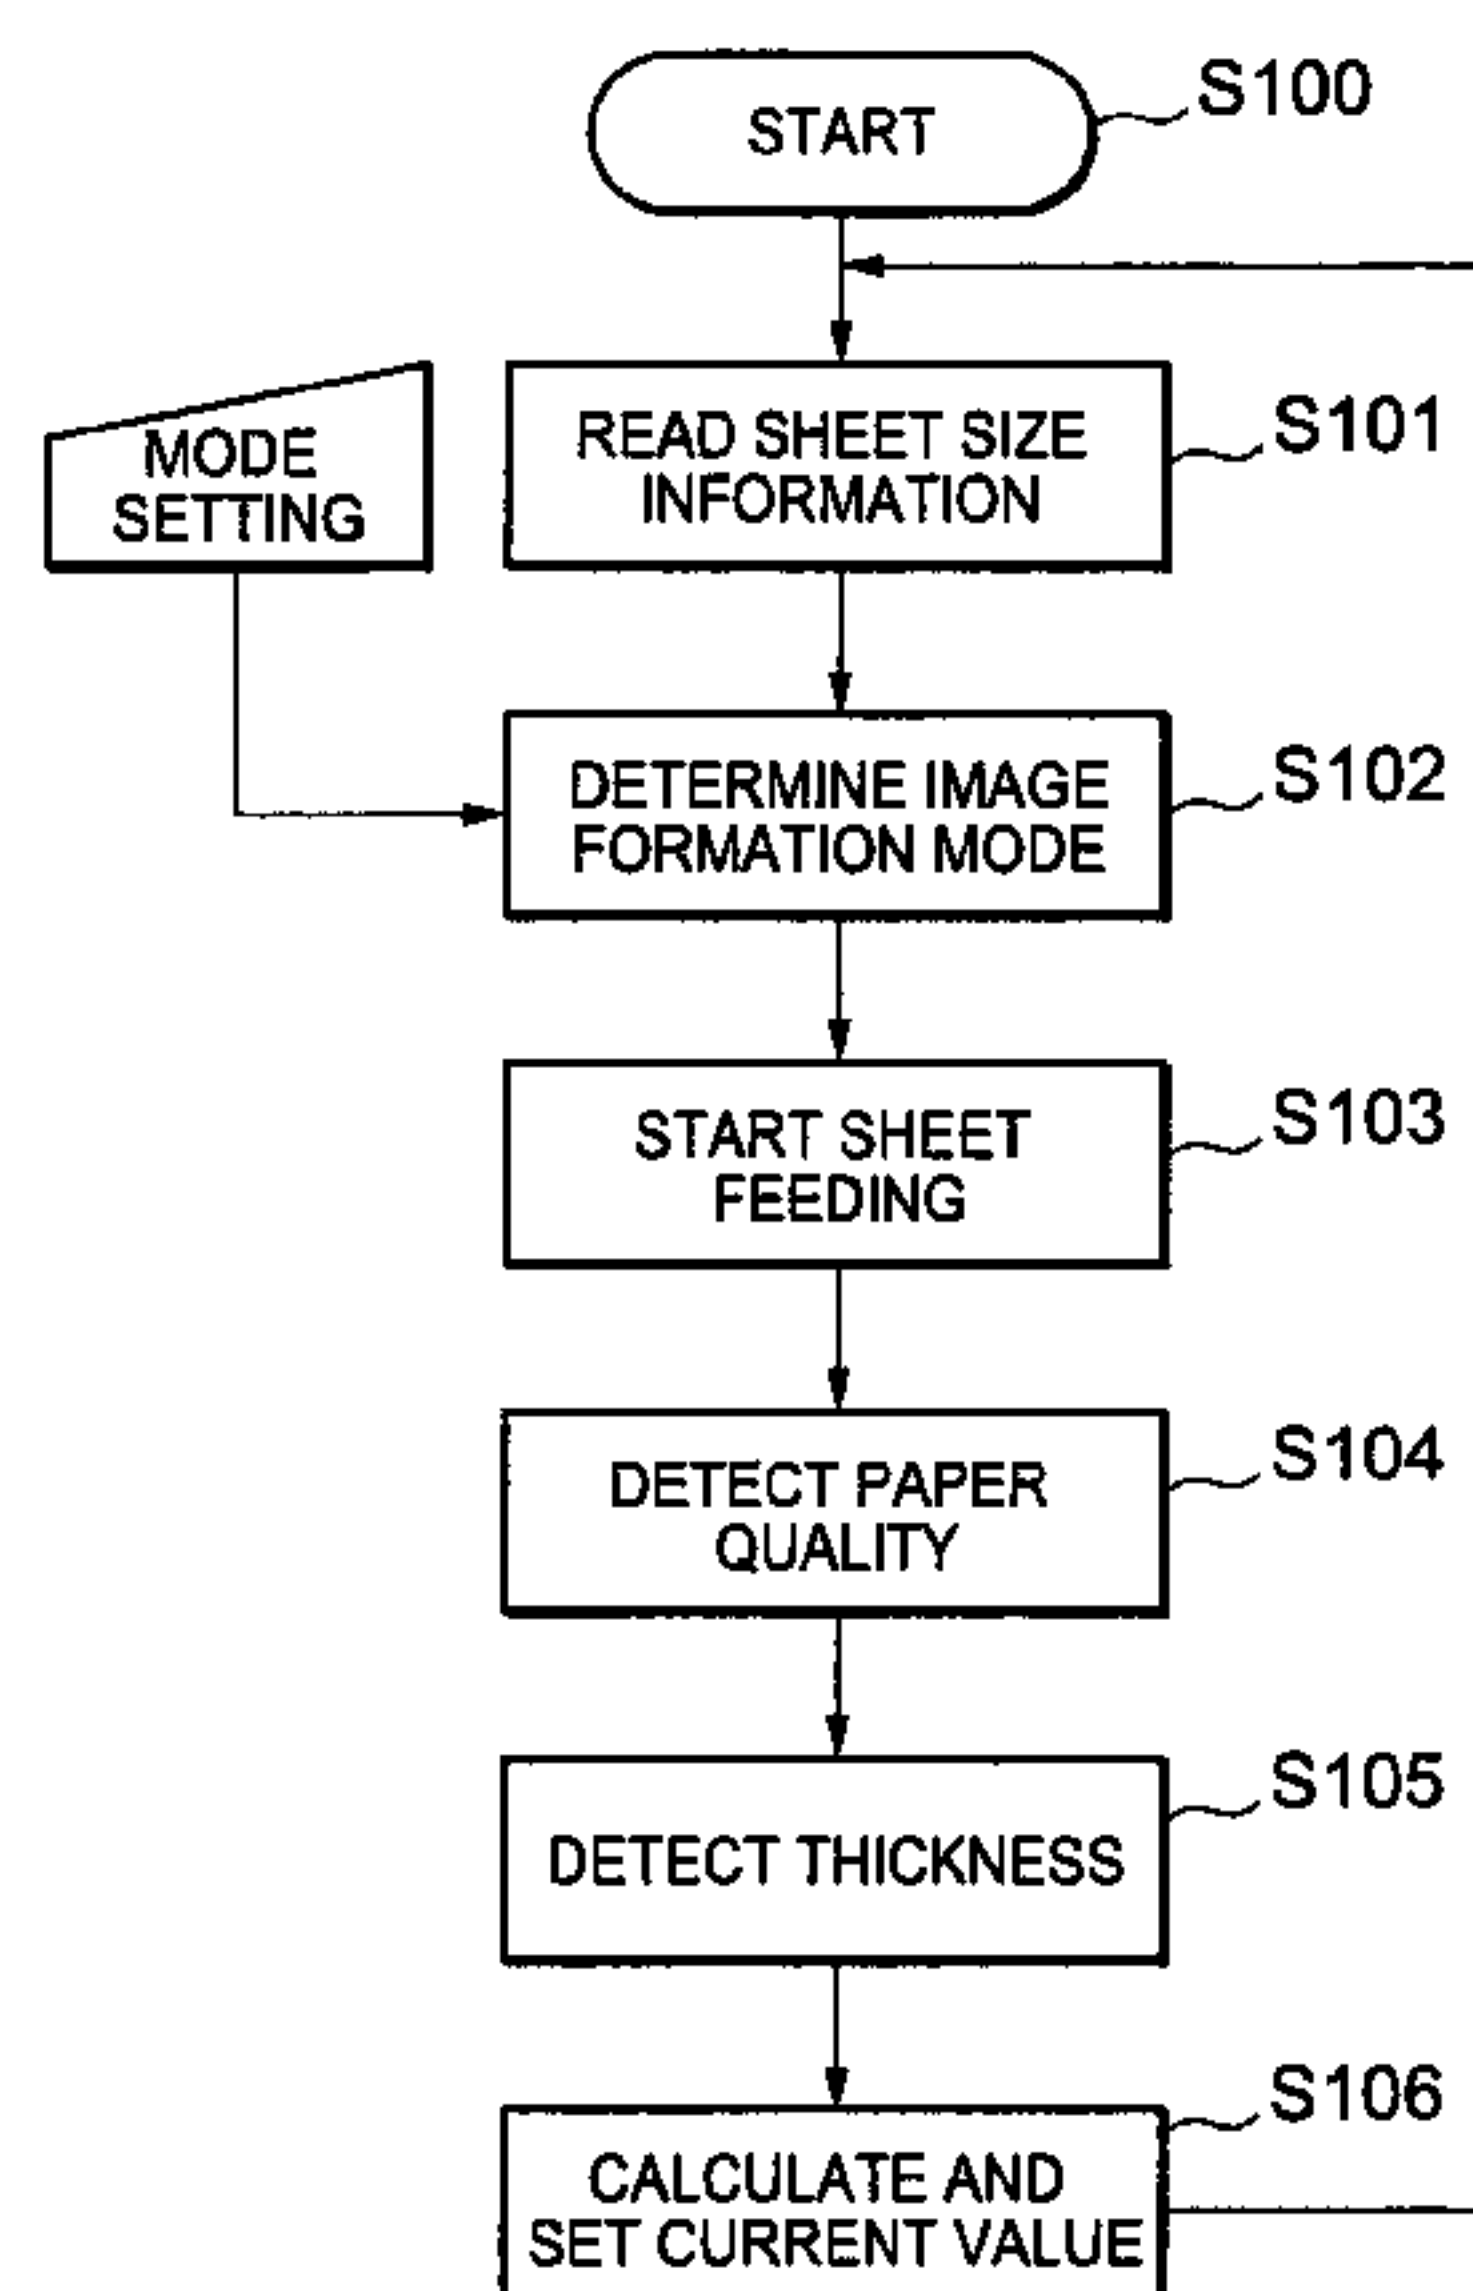 START
S100
MODE
SETTING
READ SHEET SIZE
INFORMATION
S101
DETERMINE IMAGE
FORMATION MODE
S102
START SHEET
FEEDING
S103
DETECT PAPER
QUALITY
S104
DETECT THICKNESS
S105
CALCULATE AND
SET CURRENT VALUE
S106